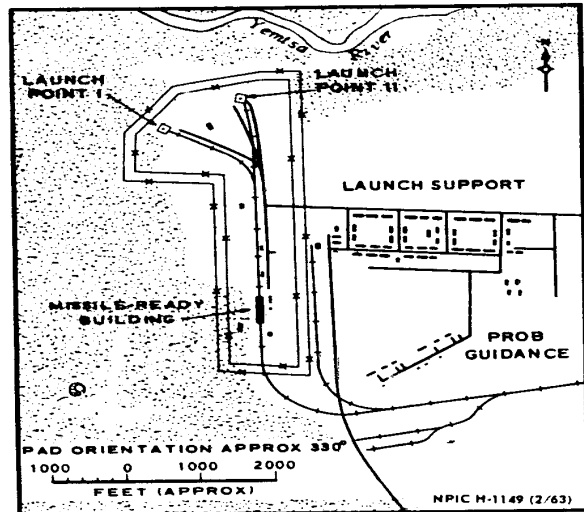 Yemtsa
River
LAUNCH
POINT I
LAUNCH
POINT II
N
LAUNCH SUPPORT
MISSILE-READY
BUILDING
PROB
GUIDANCE
PAD ORIENTATION APPROX 330°
1000 0 1000 2000
FEET (APPROX)
NPIC H-1149 (2/63)